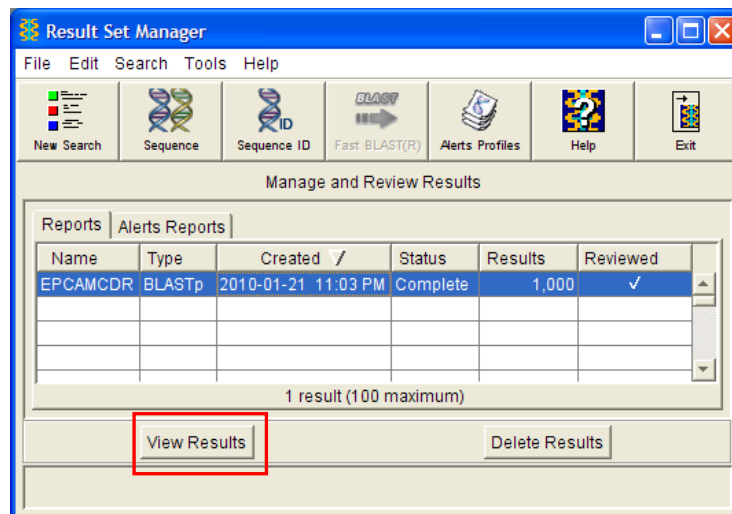 Result Set Manager
File Edit Search Tools Help
ID
BLAST
New Search Sequence Sequence ID Fast BLAST(R) Alerts Profiles Help Exit
Manage and Review Results
Reports Alerts Reports
Name Type Created Status Results Reviewed
EPCAMCDR BLASTp 2010-01-21 11:03 PM Complete 1,000 ✓
1 result (100 maximum)
View Results Delete Results